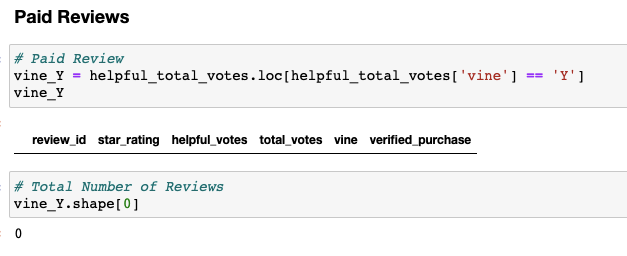 Paid Reviews
# Paid Review
vine_Y = helpful_total_votes.loc[helpful_total_votes['vine'] == 'Y']
vine_Y
review_id star_rating helpful_votes total_votes vine verified_purchase
# Total Number of Reviews
vine_Y.shape[0]
0